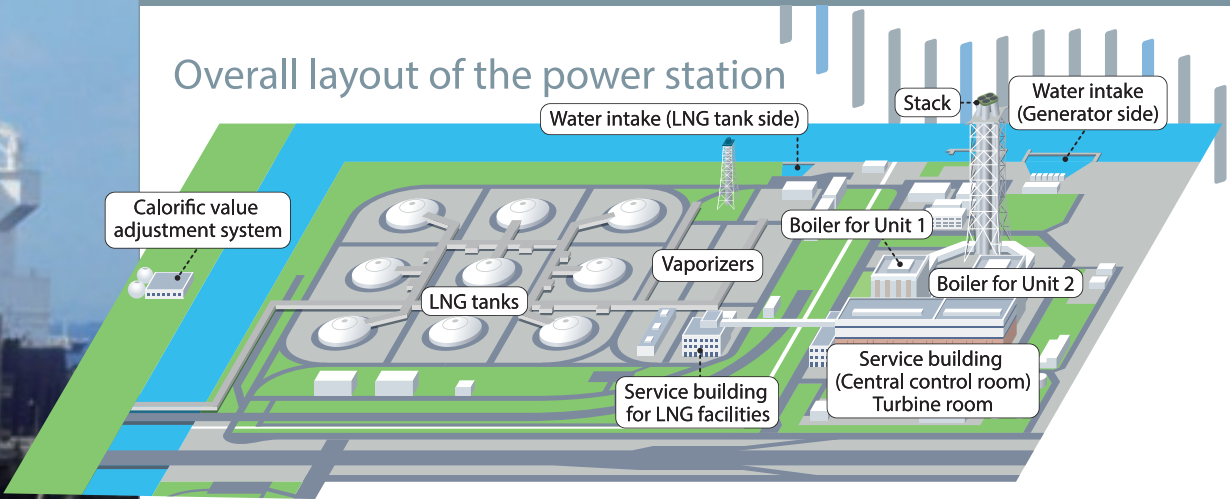 Overall layout of the power station
Stack
Water intake
(Generator side)
Water intake (LNG tank side)
Calorific value
adjustment system
Boiler for Unit 1
Vaporizers
Boiler for Unit 2
LNG tanks
Service building
(Central control room)
Turbine room
Service building
for LNG facilities